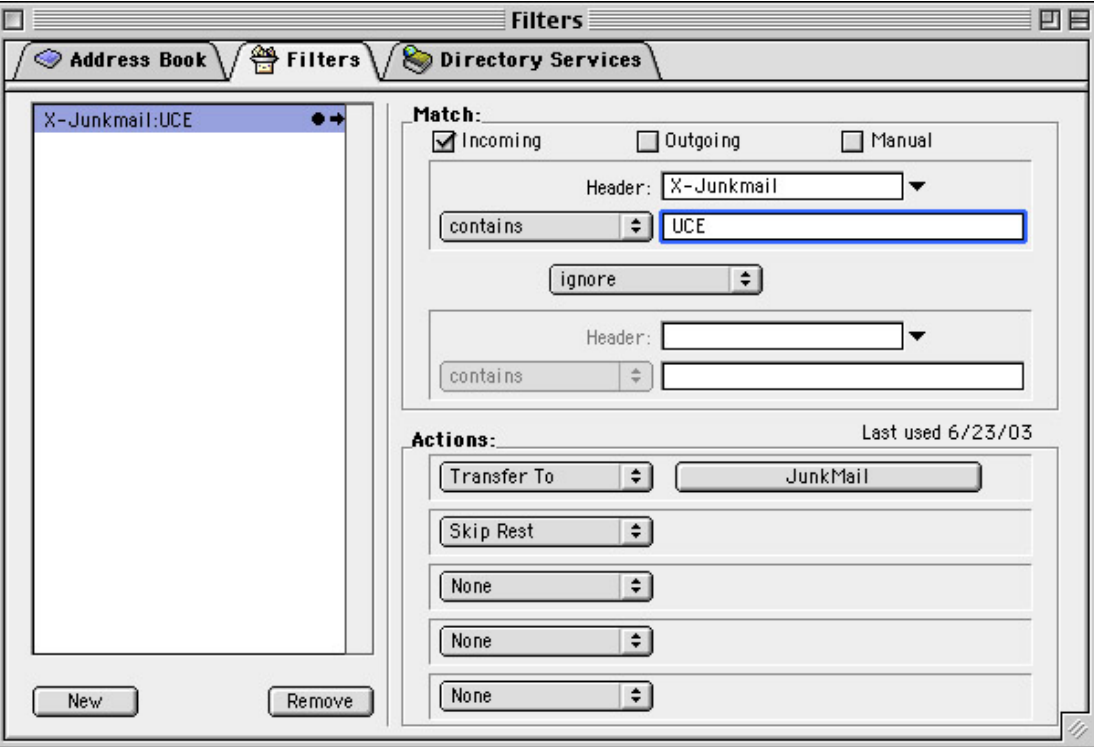 Filters
Address Book Filters Directory Services
X-Junkmail:UCE
Match:
Incoming Outgoing Manual
Header: X-Junkmail
contains UCE
ignore
Header:
contains
Last used 6/23/03
Actions:
Transfer To JunkMail
Skip Rest
None
None
None
New Remove